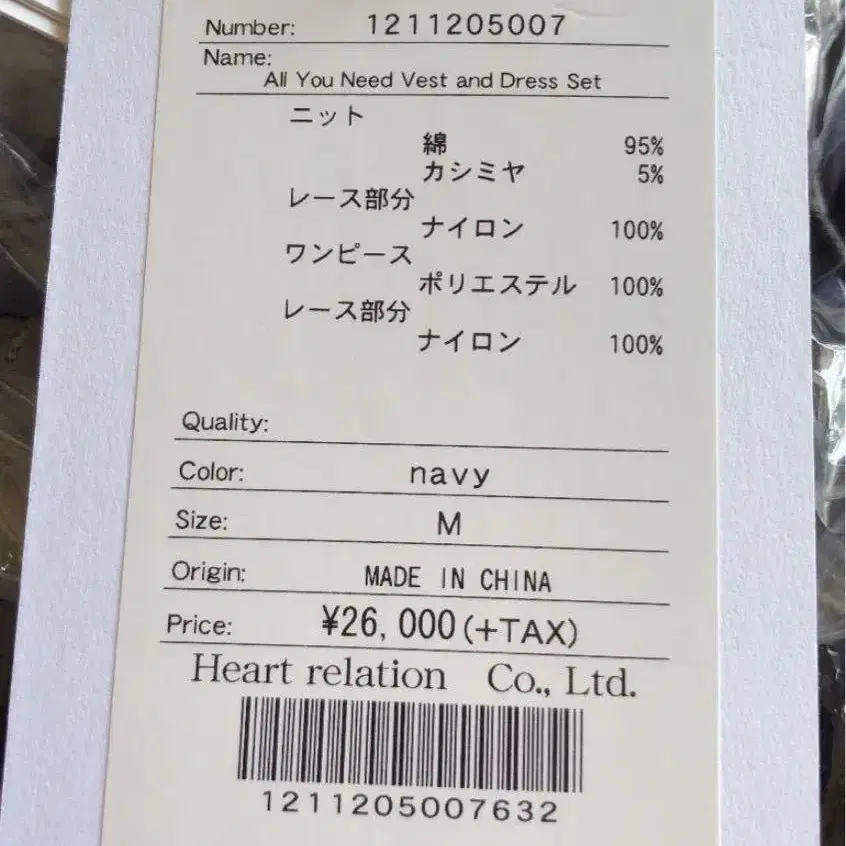 Number: 1211205007
Name:
All You Need Vest and Dress Set
ニット
綿 95%
カシミヤ 5%
レース部分
ナイロン 100%
ワンピース
ポリエステル 100%
レース部分
ナイロン 100%
Quality:
Color: navy
Size: M
Origin: MADE IN CHINA
Price: ¥26,000(+TAX)
Heart relation Co., Ltd.
1211205007632